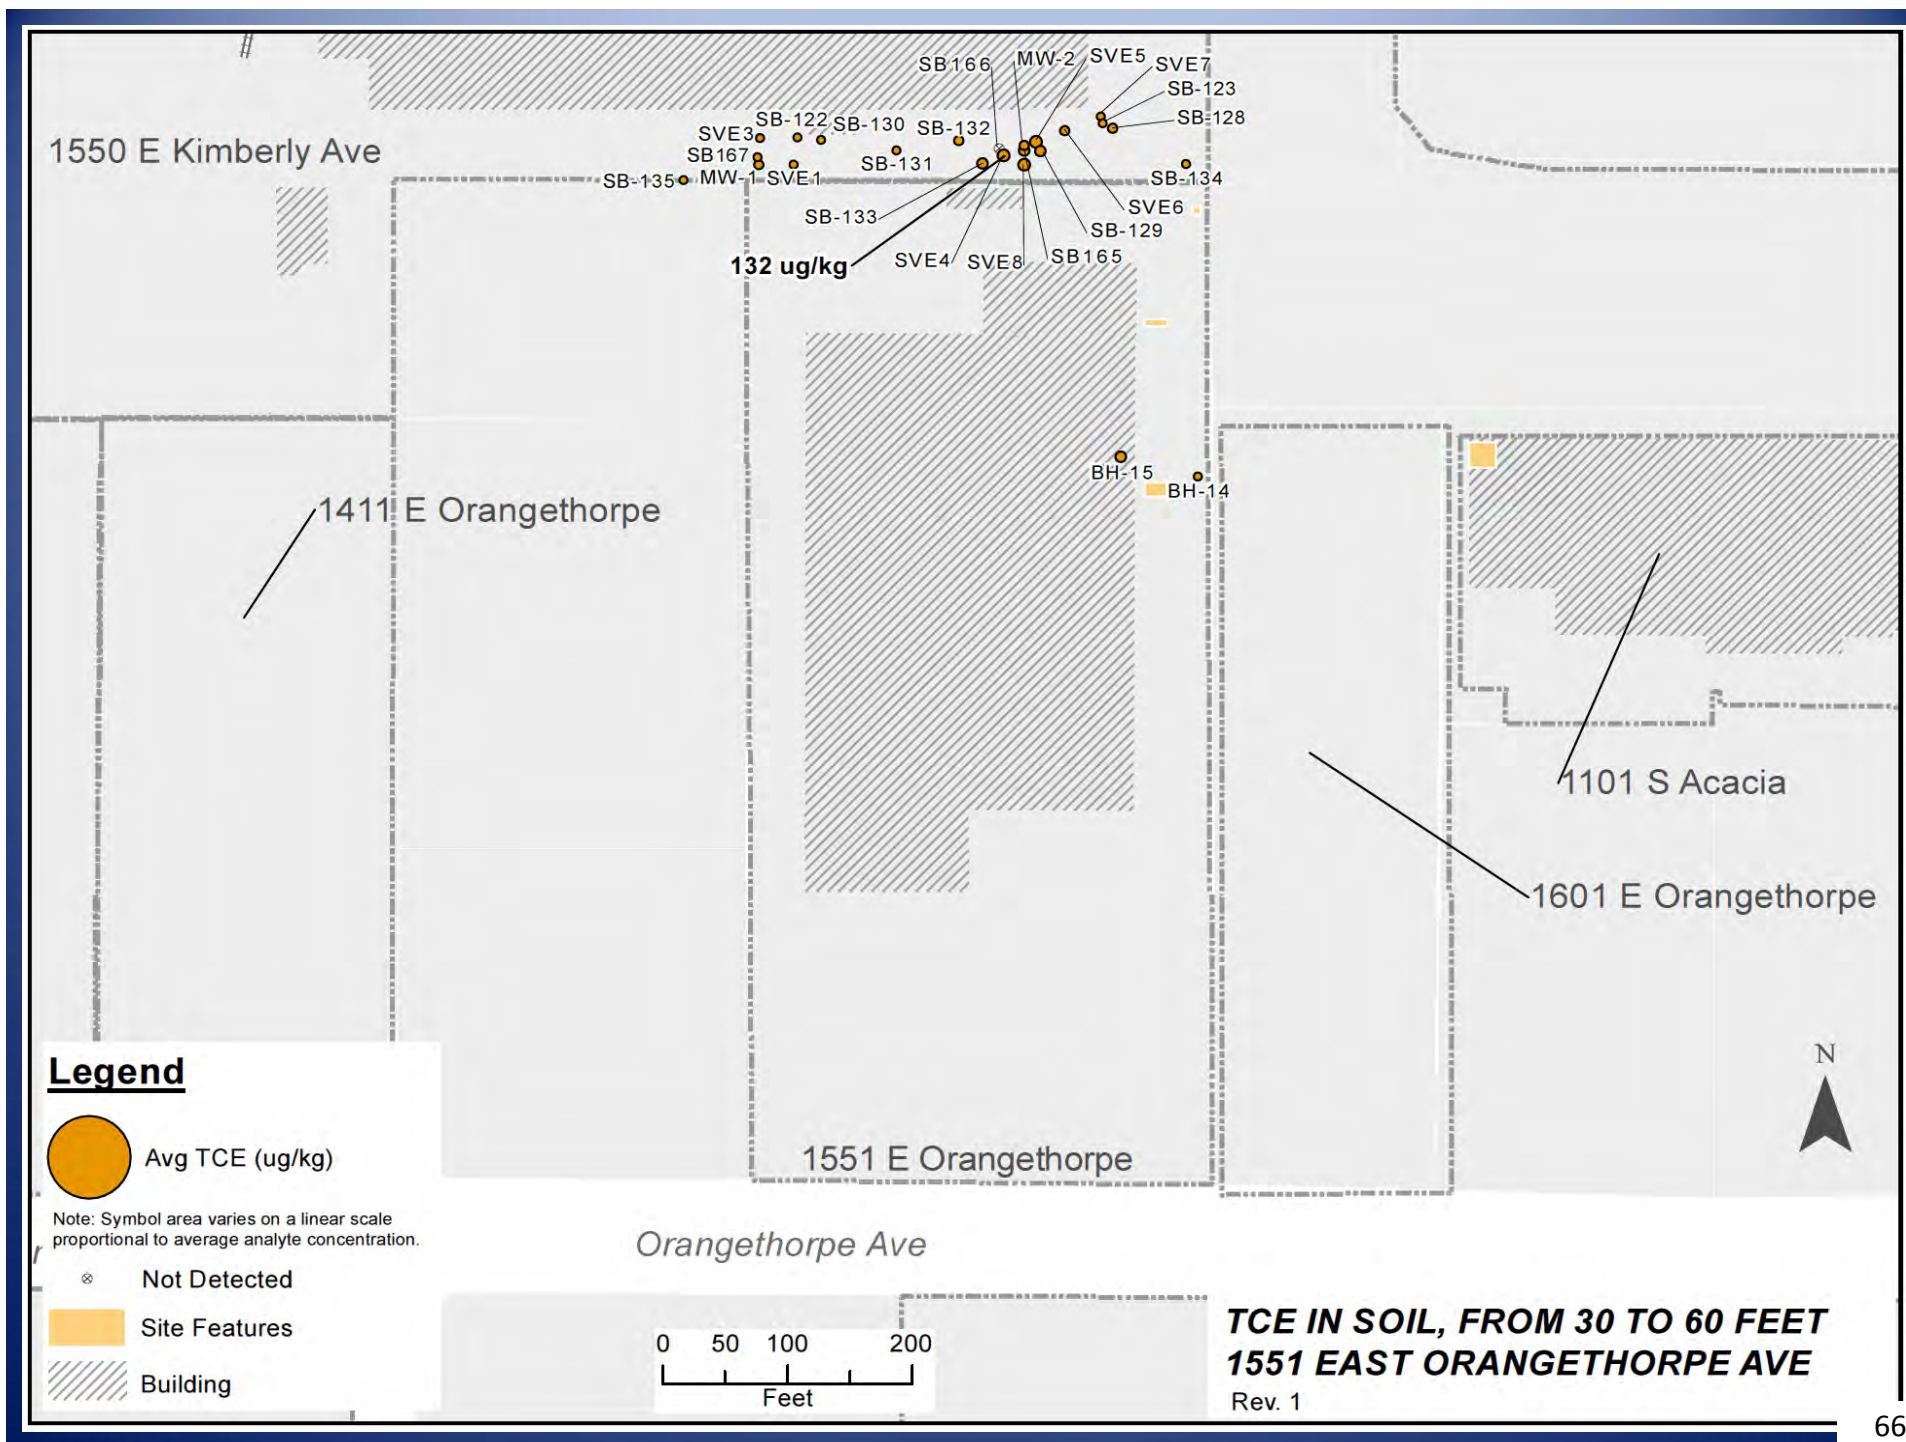 SB166
MW-2
SVE5
SVE7
SB-123
SB-128
SB-122
SB-130
SB-132
SVE3
SB167
SB-131
MW-1
SVE1
SB-135
SB-134
1550 E Kimberly Ave
SB-133
SVE6
SB-129
132 ug/kg
SVE4
SVE8
SB165
BH-15
BH-14
1411 E Orangethorpe
1101 S Acacia
1601 E Orangethorpe
1551 E Orangethorpe
N
Legend
Avg TCE (ug/kg)
Note: Symbol area varies on a linear scale
proportional to average analyte concentration.
Not Detected
Site Features
Building
Orangethorpe Ave
0 50 100 200
Feet
TCE IN SOIL, FROM 30 TO 60 FEET
1551 EAST ORANGETHORPE AVE
Rev. 1
66